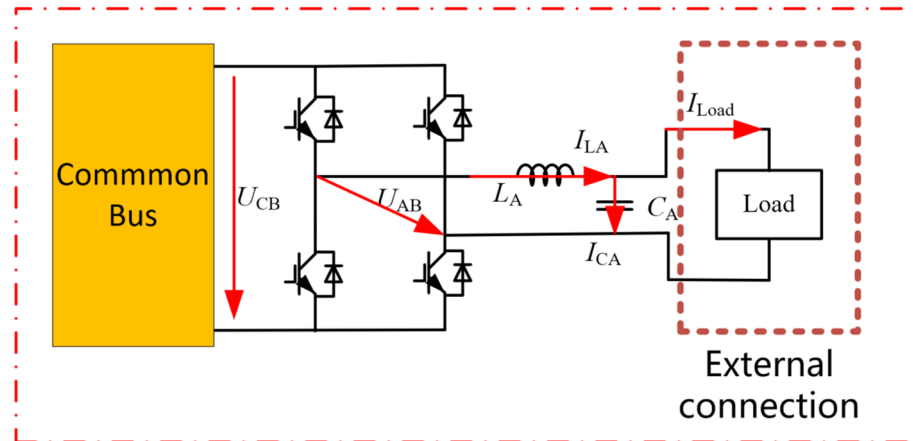 Commmon
Bus
U_CB
U_AB
L_A
I_LA
C_A
I_CA
I_Load
Load
External
connection